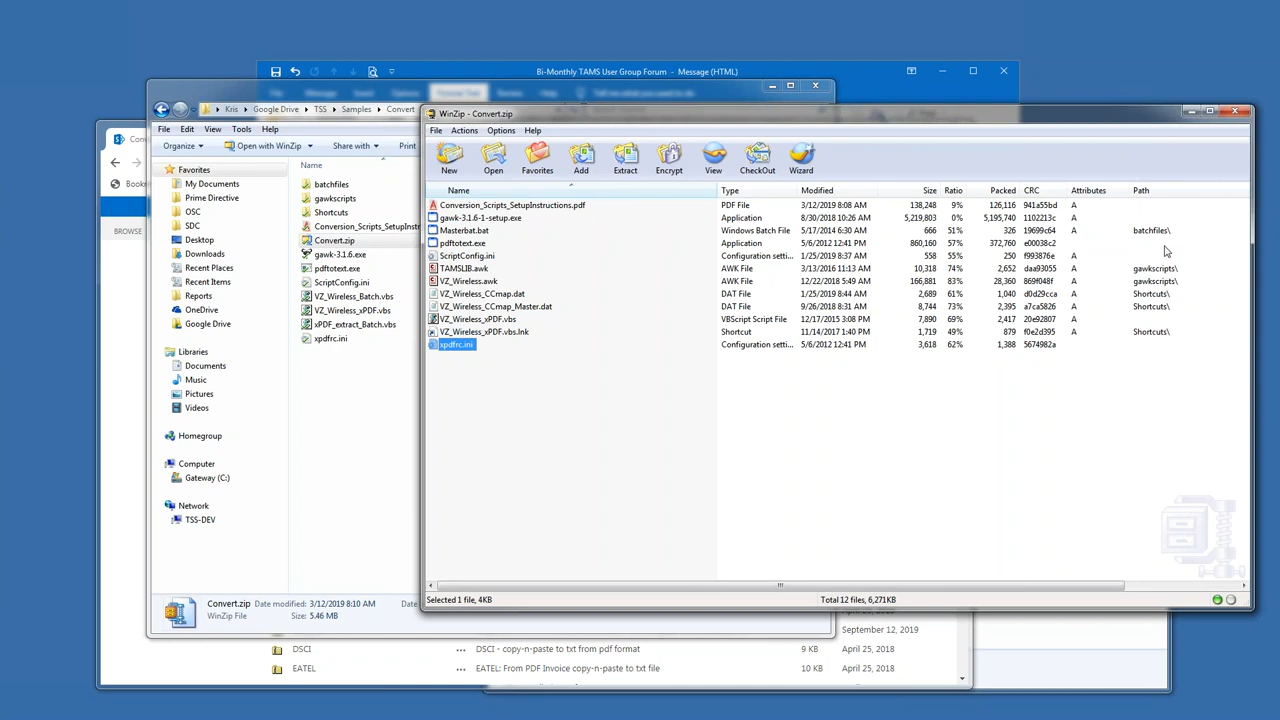 Bi-Monthly TAMS User Group Forum - Message (HTML)
Kris Google Drive TSS Samples Convert
File Edit View Tools Help
Organize Open with WinZip Share with Print
Name
Favorites
My Documents
Prime Directive
OSC
SDC
Desktop
Downloads
Recent Places
Recent Items
Reports
OneDrive
Google Drive
Libraries
Documents
Music
Pictures
Videos
Homegroup
Computer
Gateway (C:)
Network
TSS-DEV
batchfiles
gawkscripts
Shortcuts
Conversion_Scripts_SetupInstr
Convert.zip
gawk-3.1.6.exe
pdftotext.exe
ScriptConfig.ini
VZ_Wireless_Batch.vbs
VZ_Wireless_xPDF.vbs
xPDF_extract_Batch.vbs
xpdfrc.ini
Convert.zip Date modified: 3/12/2019 8:10 AM
WinZip File Size: 5.46 MB
BROWSE
WinZip - Convert.zip
File Actions Options Help
New Open Favorites Add Extract Encrypt View CheckOut Wizard
Name Type Modified Size Ratio Packed CRC Attributes Path
Conversion_Scripts_SetupInstructions.pdf PDF File 3/12/2019 8:08 AM 138,248 9% 126,116 941a55bd A
gawk-3.1.6-1-setup.exe Application 8/30/2018 10:26 AM 5,219,803 0% 5,195,740 1102213c A
Masterbat.bat Windows Batch File 5/17/2014 6:30 AM 666 51% 326 19699c64 A batchfiles\
pdftotext.exe Application 5/6/2012 12:41 PM 860,160 57% 372,760 e00038c2 A
ScriptConfig.ini Configuration setti... 1/25/2019 8:37 AM 558 55% 250 f993876e A
TAMSLIB.awk AWK File 3/13/2016 11:13 AM 10,318 74% 2,652 daa93055 A gawkscripts\
VZ_Wireless.awk AWK File 12/22/2018 5:49 AM 166,881 83% 28,360 869f048f A gawkscripts\
VZ_Wireless_CCmap.dat DAT File 1/25/2019 8:44 AM 2,689 61% 1,040 d0d29cca A Shortcuts\
VZ_Wireless_CCmap_Master.dat DAT File 9/26/2018 8:31 AM 8,744 73% 2,395 a7ca5826 A Shortcuts\
VZ_Wireless_xPDF.vbs VBScript Script File 12/17/2015 3:08 PM 7,890 69% 2,417 20e92807 A
VZ_Wireless_xPDF.vbs.lnk Shortcut 11/14/2017 1:40 PM 1,719 49% 879 f0e2d395 A Shortcuts\
xpdfrc.ini Configuration setti... 5/6/2012 12:41 PM 3,618 62% 1,388 5674982a A
Selected 1 file, 4KB Total 12 files, 6,271KB
September 12, 2019
DSCI DSCI - copy-n-paste to txt from pdf format 9 KB April 25, 2018
EATEL EATEL: From PDF Invoice copy-n-paste to txt file 10 KB April 25, 2018